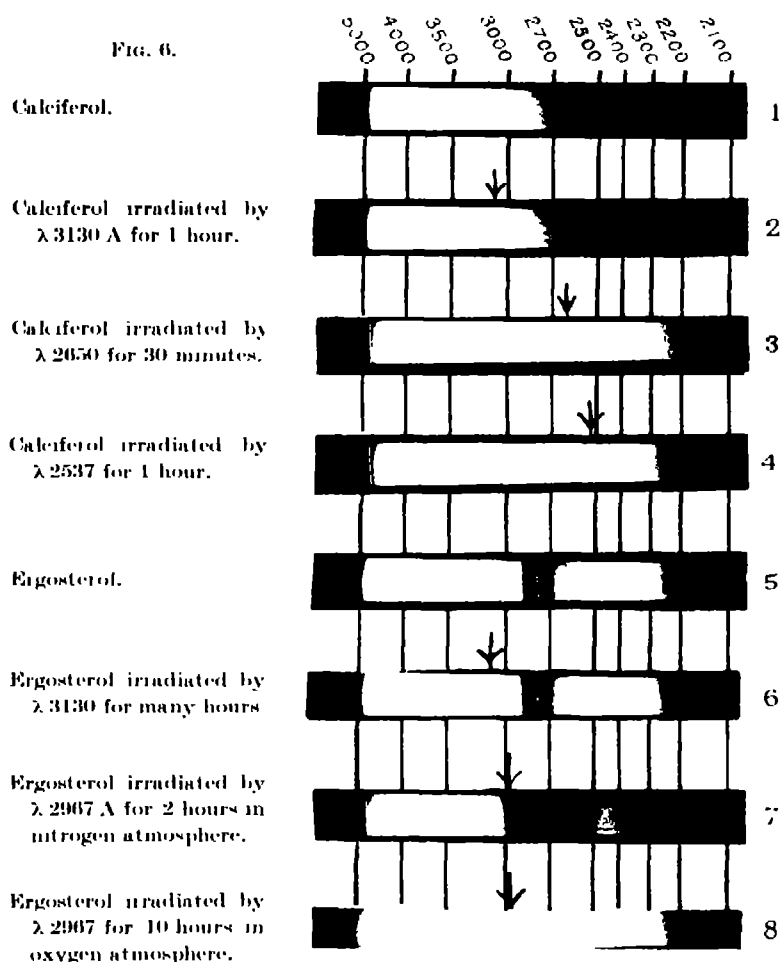 FIG. 6.
5000 4000 3500 3000 2700 2500 2400 2300 2200 2100
Calciferol.
1
Calciferol irradiated by
λ 3130 A for 1 hour.
2
Calciferol irradiated by
λ 2650 for 30 minutes.
3
Calciferol irradiated by
λ 2537 for 1 hour.
4
Ergosterol.
5
Ergosterol irradiated by
λ 3130 for many hours
6
Ergosterol irradiated by
λ 2967 A for 2 hours in
nitrogen atmosphere.
7
Ergosterol irradiated by
λ 2967 for 10 hours in
oxygen atmosphere.
8